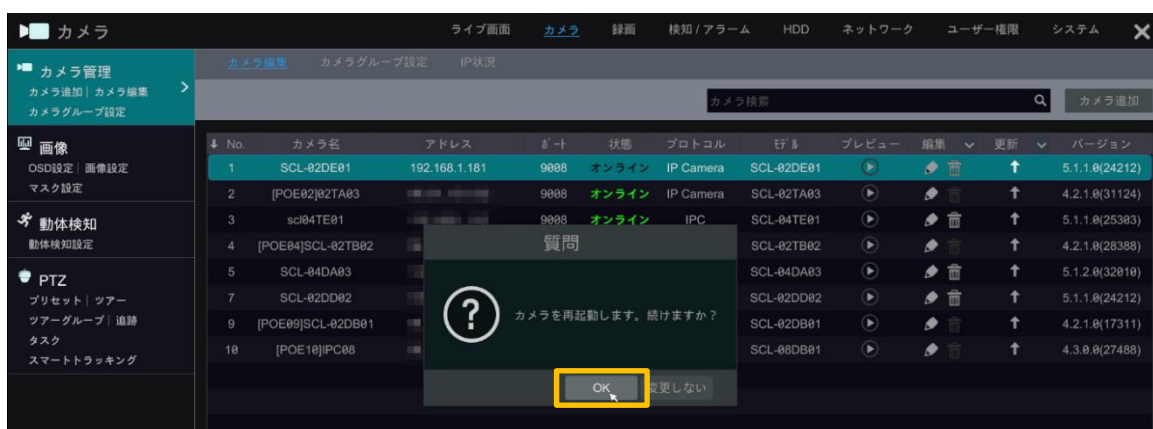 カメラ
ライブ画面 カメラ 録画 検知 / アラーム HDD ネットワーク ユーザー権限 システム
カメラ管理
カメラ追加 | カメラ編集
カメラグループ設定
画像
OSD設定 | 画像設定
マスク設定
動体検知
動体検知設定
PTZ
プリセット | ツアー
ツアーグループ | 追跡
タスク
スマートトラッキング
カメラ編集 カメラグループ設定 IP状況
カメラ検索 カメラ追加
No. カメラ名 アドレス ポート 状態 プロトコル モデル プレビュー 編集 更新 バージョン
1 SCL-02DE01 192.168.1.181 9008 オンライン IP Camera SCL-02DE01 5.1.1.0(24212)
2 [POE02]02TA03 9008 オンライン IP Camera SCL-02TA03 4.2.1.0(31124)
3 scl04TE01 9008 オンライン IPC SCL-04TE01 5.1.1.0(25303)
4 [POE04]SCL-02TB02 SCL-02TB02 4.2.1.0(28388)
5 SCL-04DA03 SCL-04DA03 5.1.2.0(32010)
7 SCL-02DD02 SCL-02DD02 5.1.1.0(24212)
9 [POE09]SCL-02DB01 SCL-02DB01 4.2.1.0(17311)
10 [POE10]IPC08 SCL-08DB01 4.3.0.0(27488)
質問
カメラを再起動します。続けますか？
OK 変更しない